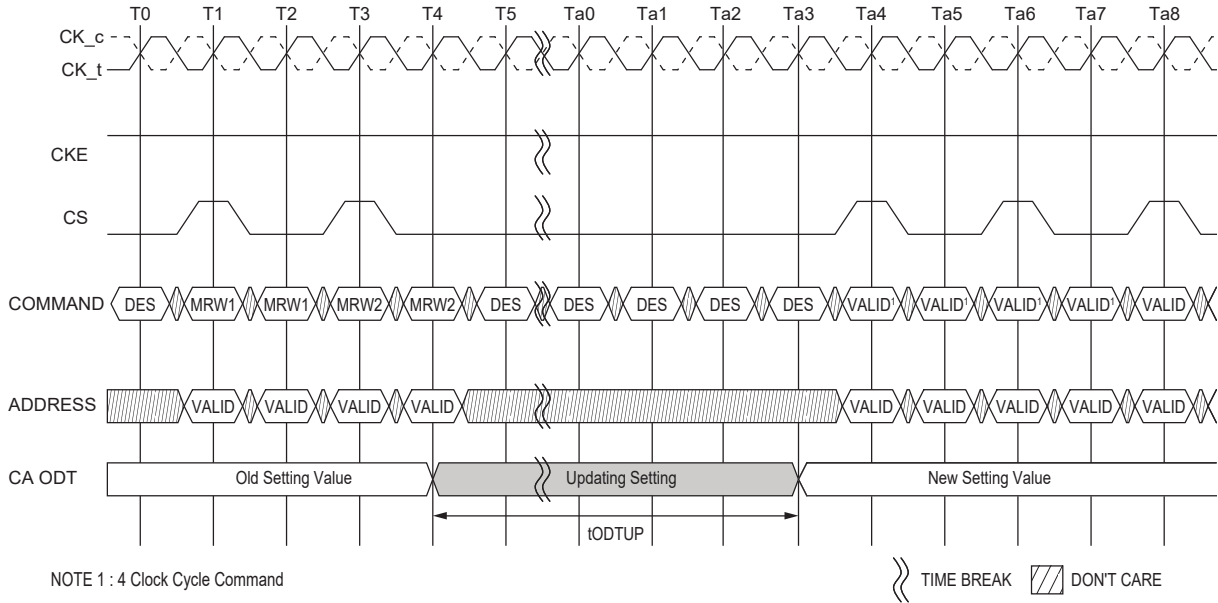 T0 T1 T2 T3 T4 T5 Ta0 Ta1 Ta2 Ta3 Ta4 Ta5 Ta6 Ta7 Ta8
CK_c
CK_t
CKE
CS
COMMAND DES MRW1 MRW1 MRW2 MRW2 DES DES DES DES DES VALID¹ VALID¹ VALID¹ VALID¹ VALID
ADDRESS VALID VALID VALID VALID VALID VALID VALID VALID VALID
CA ODT Old Setting Value Updating Setting New Setting Value
tODTUP
NOTE 1 : 4 Clock Cycle Command TIME BREAK DON'T CARE